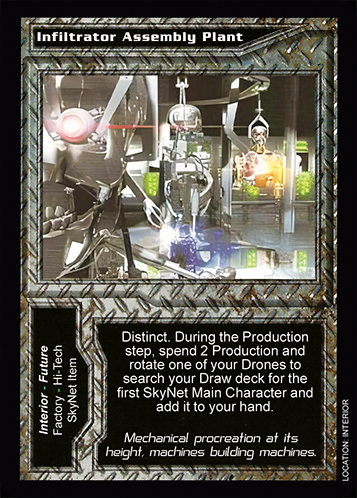 Infiltrator Assembly Plant
Interior - Future
Factory - Hi-Tech
SkyNet Item
Distinct. During the Production
step, spend 2 Production and
rotate one of your Drones to
search your Draw deck for the
first SkyNet Main Character and
add it to your hand.
Mechanical procreation at its
height, machines building machines.
LOCATION: INTERIOR